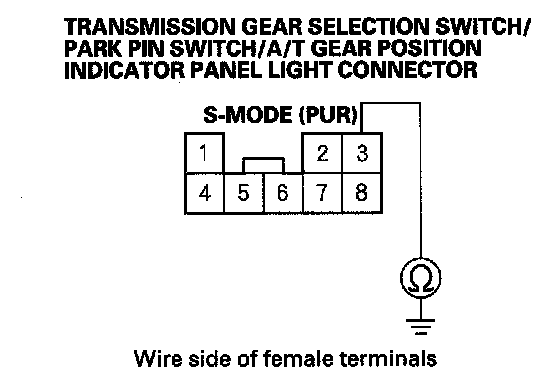 TRANSMISSION GEAR SELECTION SWITCH/
PARK PIN SWITCH/A/T GEAR POSITION
INDICATOR PANEL LIGHT CONNECTOR
S-MODE (PUR)
1 2 3
4 5 6 7 8
Ω
Wire side of female terminals